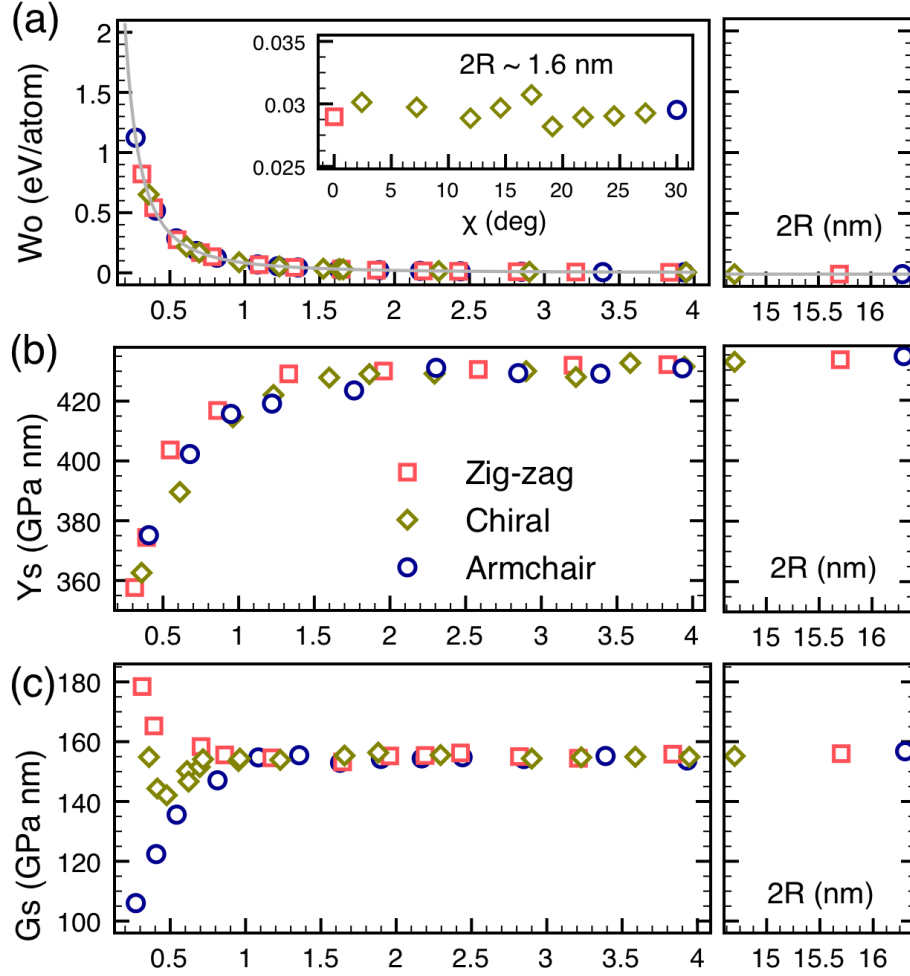 (a)
Wo (eV/atom)
2
1.5
1
0.5
0
0.035
0.03
0.025
2R ~ 1.6 nm
0 5 10 15 20 25 30
χ (deg)
2R (nm)
0.5 1 1.5 2 2.5 3 3.5 4
15 15.5 16
(b)
Ys (GPa nm)
420
400
380
360
Zig-zag
Chiral
Armchair
2R (nm)
0.5 1 1.5 2 2.5 3 3.5 4
15 15.5 16
(c)
Gs (GPa nm)
180
160
140
120
100
2R (nm)
0.5 1 1.5 2 2.5 3 3.5 4
15 15.5 16